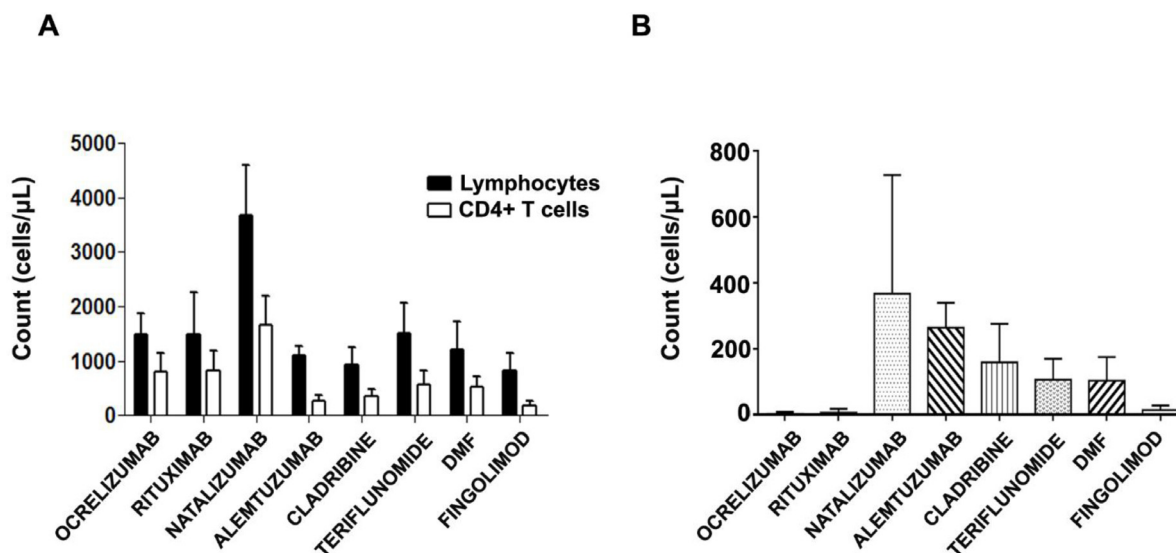 A
Count (cells/µL)
5000
4000
3000
2000
1000
0
Lymphocytes
CD4+ T cells
OCRELIZUMAB
RITUXIMAB
NATALIZUMAB
ALEMTUZUMAB
CLADRIBINE
TERIFLUNOMIDE
DMF
FINGOLIMOD
B
Count (cells/µL)
800
600
400
200
0
OCRELIZUMAB
RITUXIMAB
NATALIZUMAB
ALEMTUZUMAB
CLADRIBINE
TERIFLUNOMIDE
DMF
FINGOLIMOD